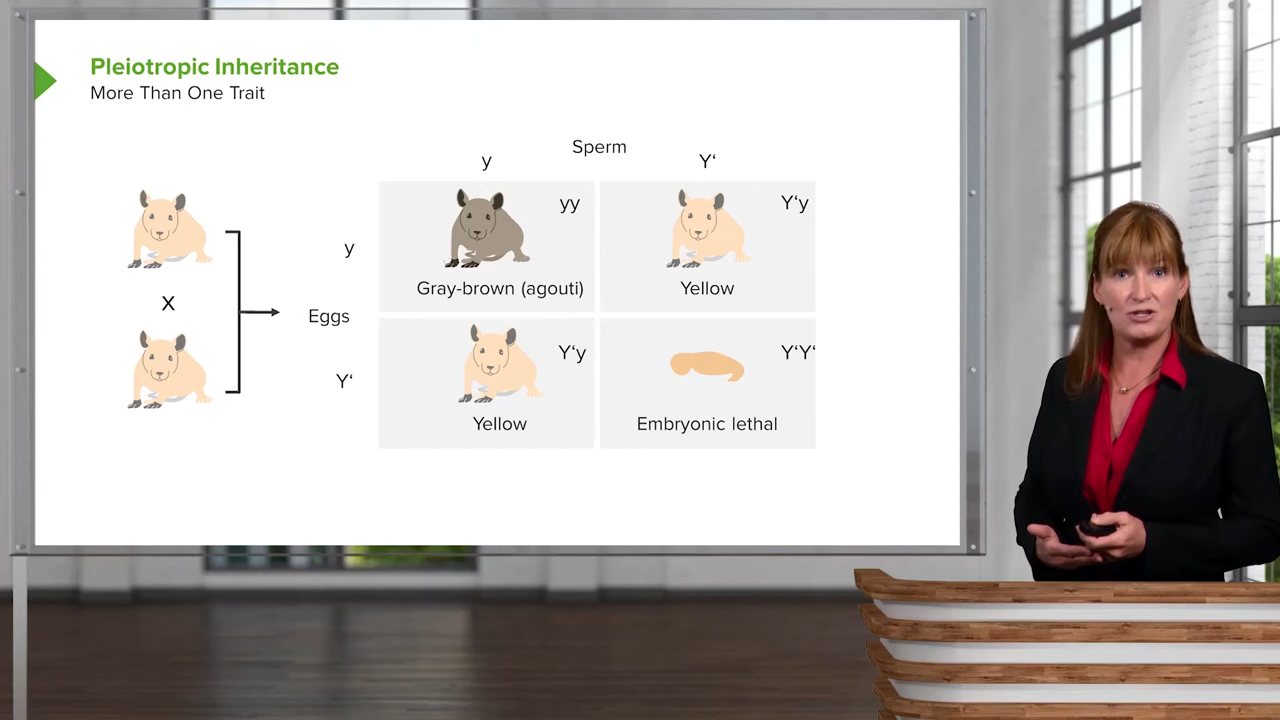 Pleiotropic Inheritance
More Than One Trait
Sperm
y
Y‘
X
Eggs
y
Y‘
yy
Gray-brown (agouti)
Y‘y
Yellow
Y‘y
Yellow
Y‘Y‘
Embryonic lethal